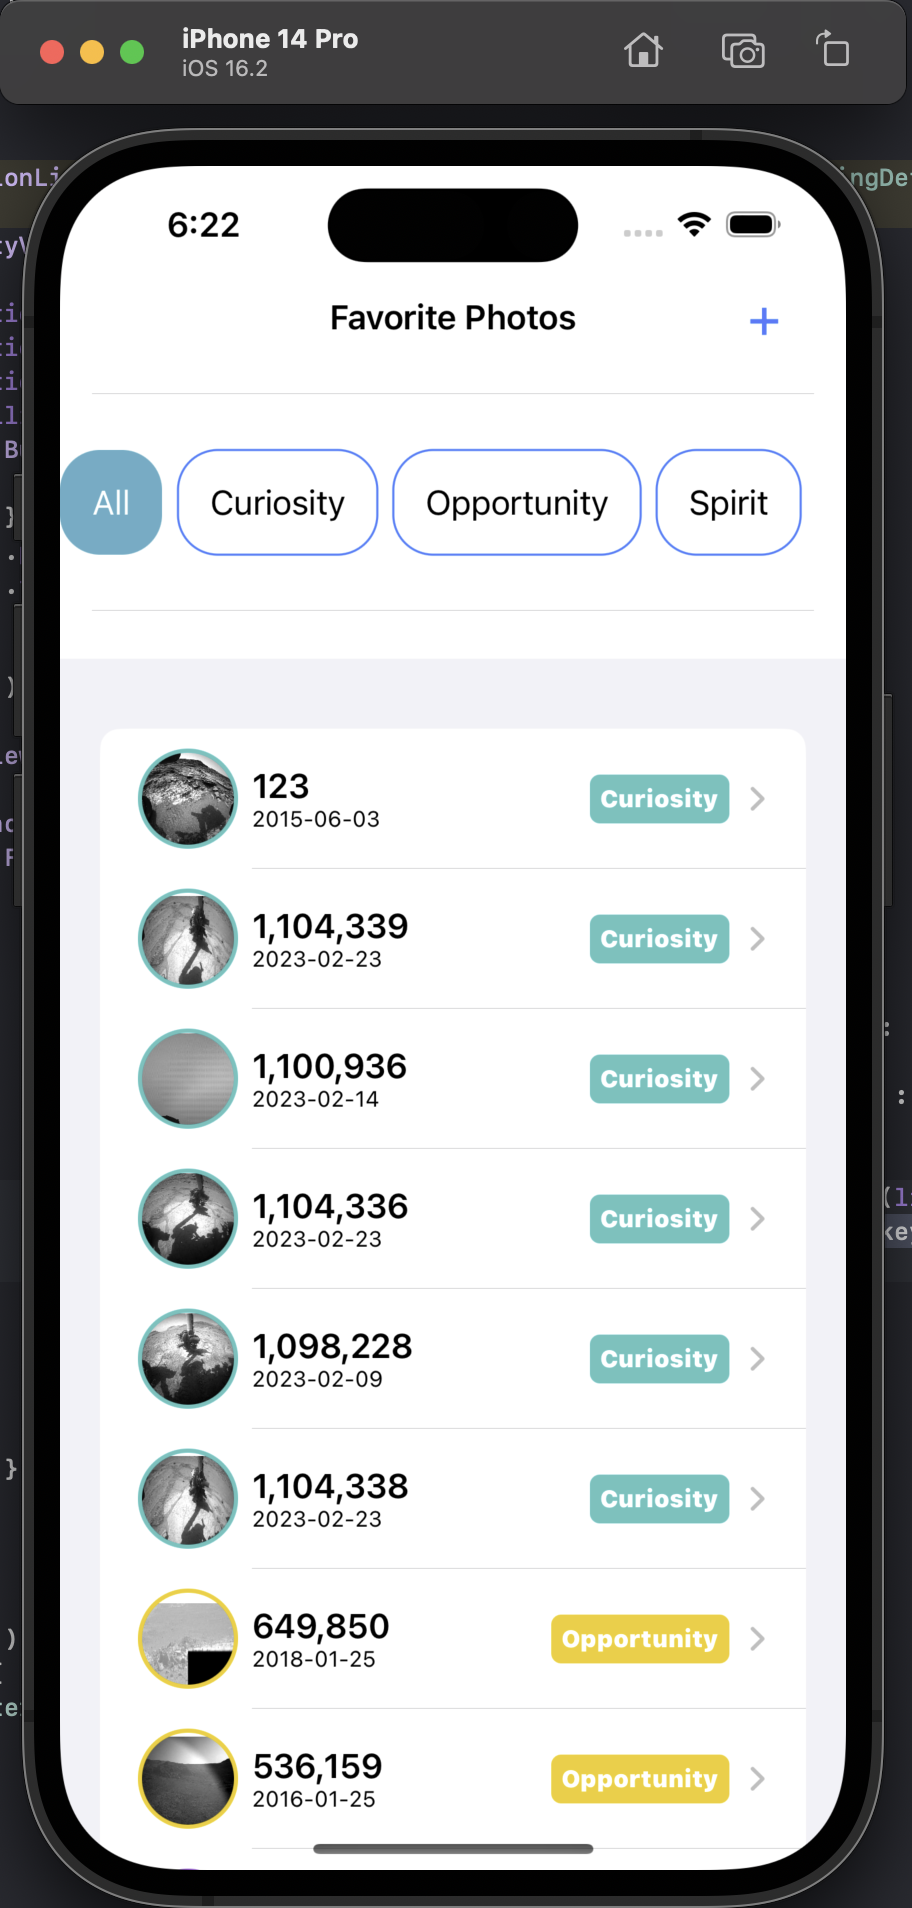 iPhone 14 Pro
iOS 16.2
6:22
Favorite Photos
+
All Curiosity Opportunity Spirit
123
2015-06-03
Curiosity
1,104,339
2023-02-23
Curiosity
1,100,936
2023-02-14
Curiosity
1,104,336
2023-02-23
Curiosity
1,098,228
2023-02-09
Curiosity
1,104,338
2023-02-23
Curiosity
649,850
2018-01-25
Opportunity
536,159
2016-01-25
Opportunity